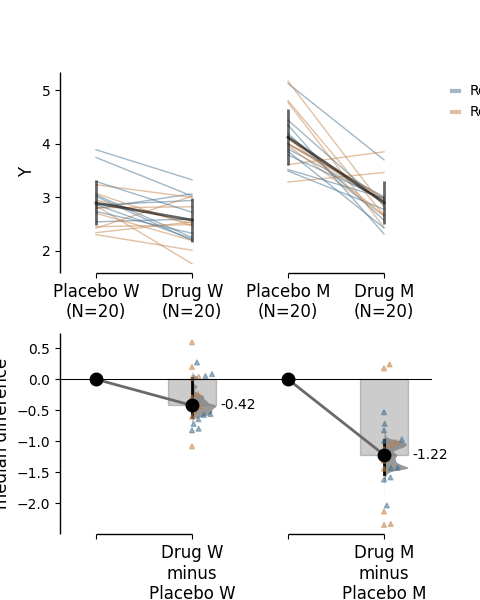 5
4
3
2
Y
Placebo W
(N=20)
Drug W
(N=20)
Placebo M
(N=20)
Drug M
(N=20)
0.5
0.0
−0.5
−1.0
−1.5
−2.0
difference
-0.42
-1.22
Drug W
minus
Placebo W
Drug M
minus
Placebo M